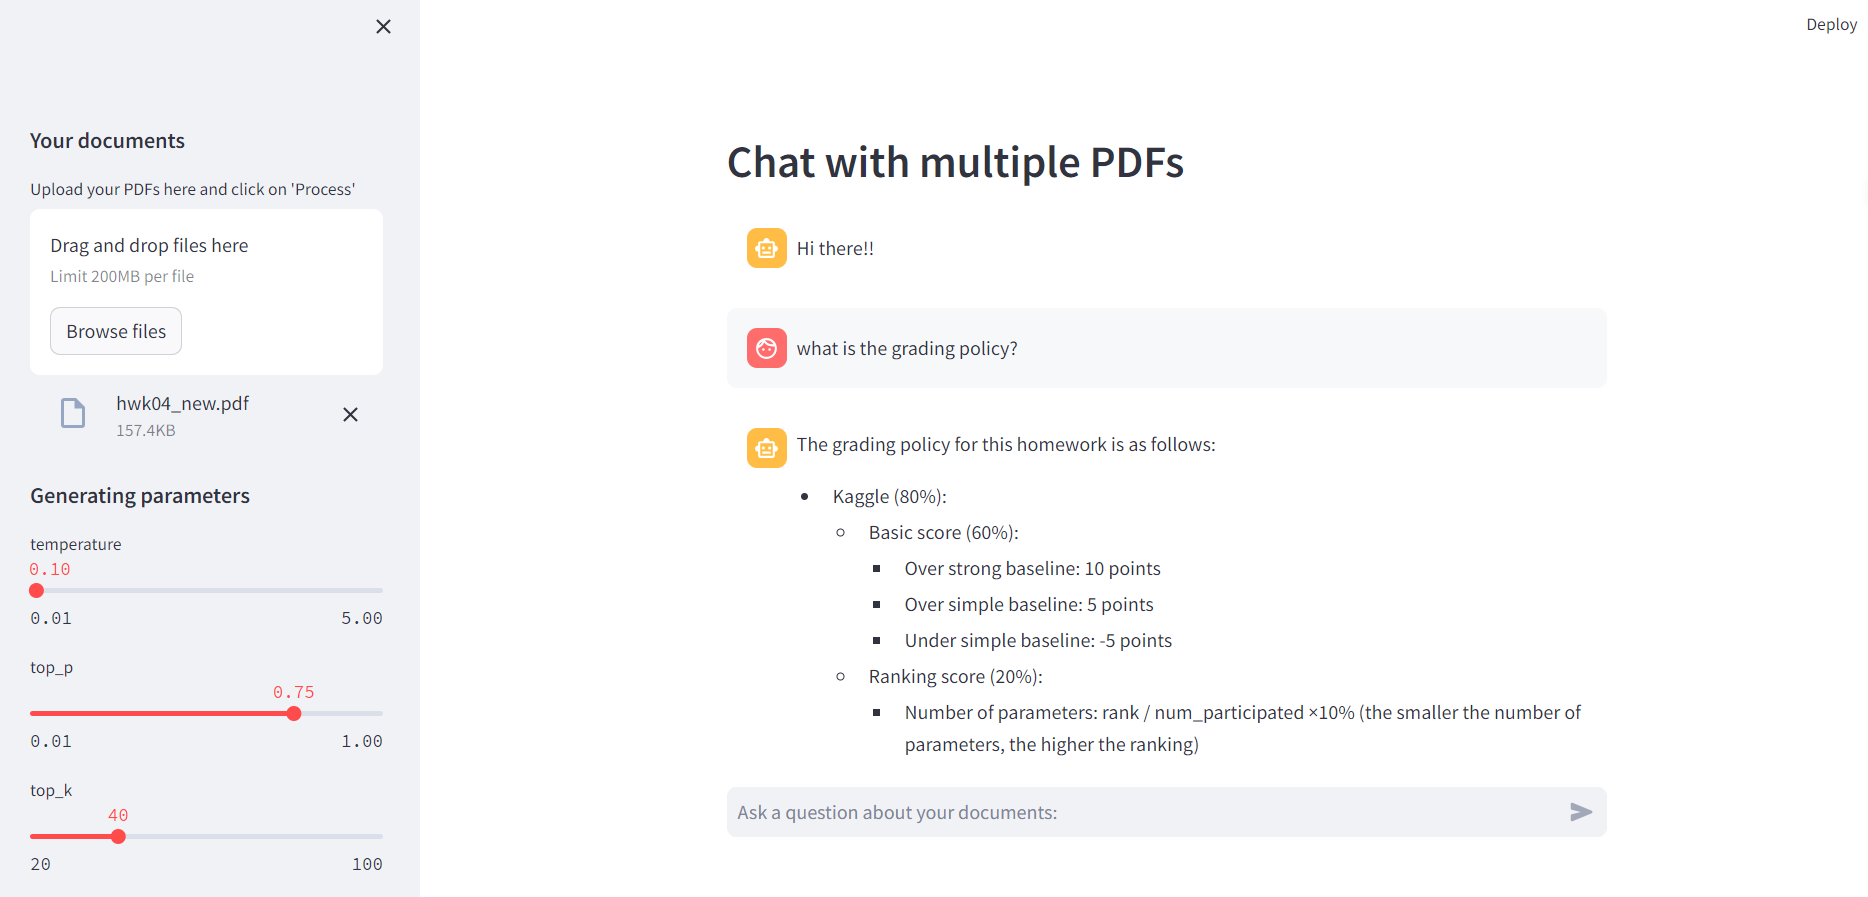 Deploy
Your documents
Upload your PDFs here and click on 'Process'
Drag and drop files here
Limit 200MB per file
Browse files
hwk04_new.pdf
157.4KB
Generating parameters
temperature
0.10
0.01 5.00
top_p
0.75
0.01 1.00
top_k
40
20 100
Chat with multiple PDFs
Hi there!!
what is the grading policy?
The grading policy for this homework is as follows:
Kaggle (80%):
Basic score (60%):
Over strong baseline: 10 points
Over simple baseline: 5 points
Under simple baseline: -5 points
Ranking score (20%):
Number of parameters: rank / num_participated ×10% (the smaller the number of
parameters, the higher the ranking)
Ask a question about your documents: